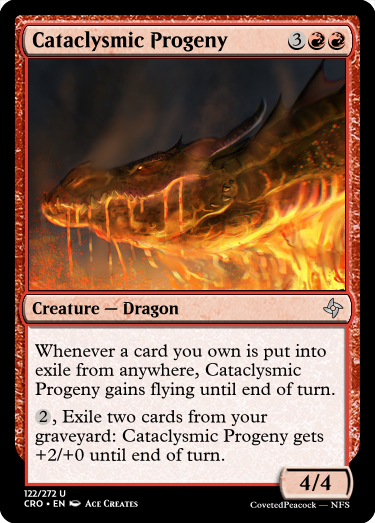 Cataclysmic Progeny 3
Creature — Dragon
Whenever a card you own is put into
exile from anywhere, Cataclysmic
Progeny gains flying until end of turn.
2, Exile two cards from your
graveyard: Cataclysmic Progeny gets
+2/+0 until end of turn.
4/4
122/272 U
CRO • EN Ace Creates
CovetedPeacock — NFS